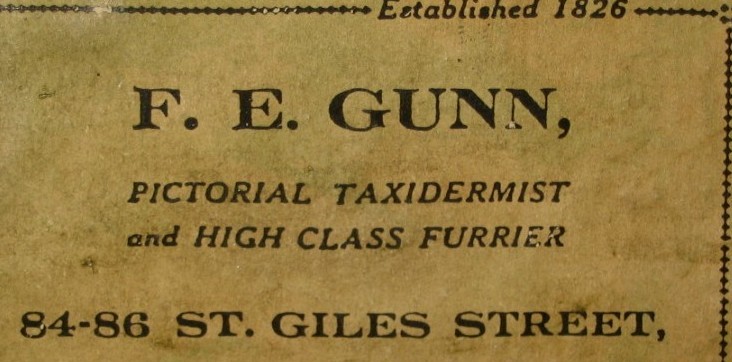 Established 1826
F. E. GUNN,
PICTORIAL TAXIDERMIST
and HIGH CLASS FURRIER
84-86 ST. GILES STREET,